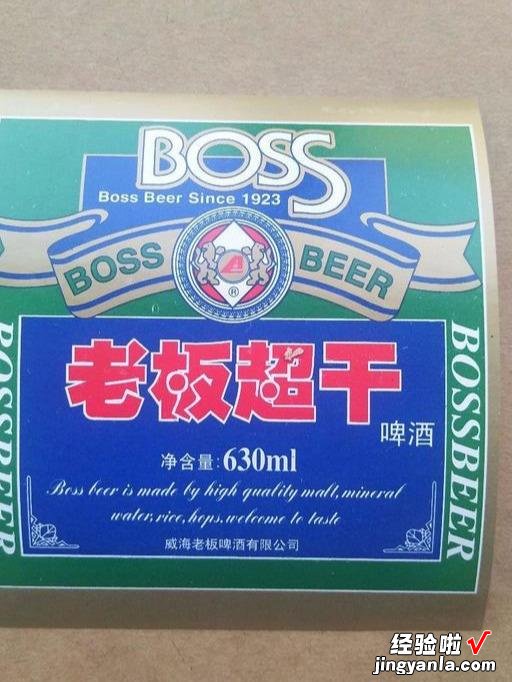 BOSS
Boss Beer Since 1923
BOSS BEER
®
老板超干
啤酒
净含量:630ml
Boss beer is made by high quality malt,mineral
water,rice,hops.welcome to taste
威海老板啤酒有限公司
BOSSBEER
BOSSBEER
经验啦√
jingyanla.com